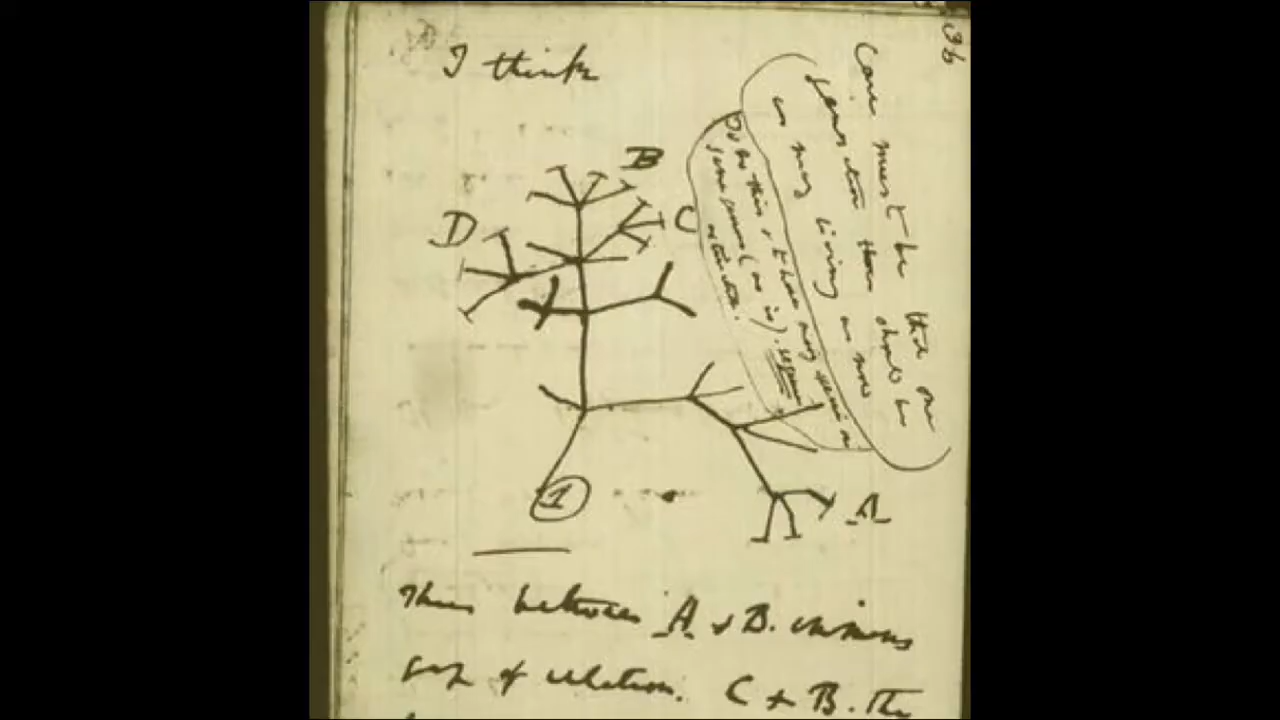 I think
B
C
D
A
1
36
Case must be that one
generation then should be
as many living as now
To do this & to have many species in
same genus (as is). requires
extinction.
Thus between A & B. immens
gap of relation. C & B. the